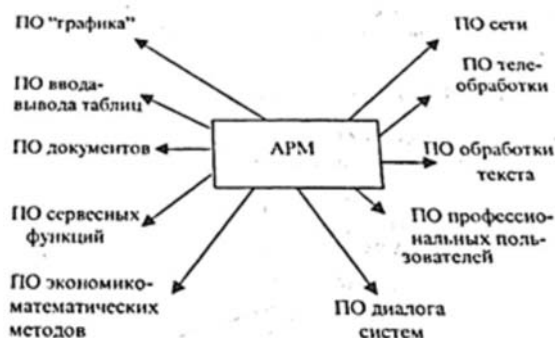 ПО "графика"
ПО ввода-
вывода таблиц
ПО документов
ПО сервесных
функций
ПО экономико-
математических
методов
АРМ
ПО сети
ПО теле-
обработки
ПО обработки
текста
ПО профессио-
нальных поль-
зователей
ПО диалога
систем